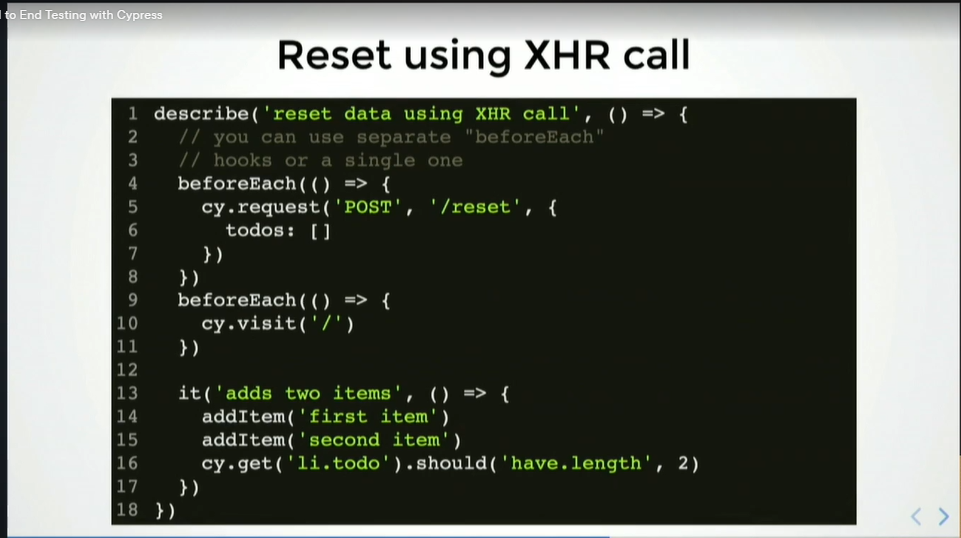 to End Testing with Cypress
Reset using XHR call
1 describe('reset data using XHR call', () => {
2   // you can use separate "beforeEach"
3   // hooks or a single one
4   beforeEach(() => {
5     cy.request('POST', '/reset', {
6       todos: []
7     })
8   })
9   beforeEach(() => {
10     cy.visit('/')
11   })
12
13   it('adds two items', () => {
14     addItem('first item')
15     addItem('second item')
16     cy.get('li.todo').should('have.length', 2)
17   })
18 })